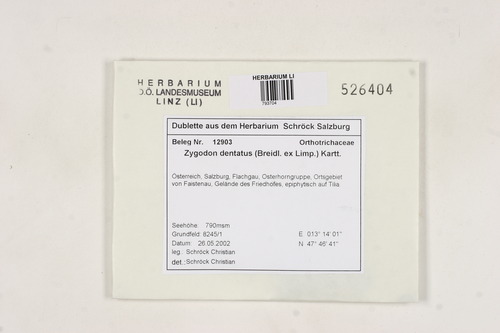 HERBARIUM
O.Ö. LANDESMUSEUM
LINZ (LI)
HERBARIUM LI
793704
526404
Dublette aus dem Herbarium Schröck Salzburg
Beleg Nr. 12903 Orthotrichaceae
Zygodon dentatus (Breidl. ex Limp.) Kartt.
Österreich, Salzburg, Flachgau, Osterhorngruppe, Ortsgebiet
von Faistenau, Gelände des Friedhofes, epiphytisch auf Tilia.
Seehöhe: 790msm
Grundfeld: 8245/1 E 013° 14' 01"
Datum: 26.05.2002 N 47° 46' 41"
leg.: Schröck Christian
det.: Schröck Christian